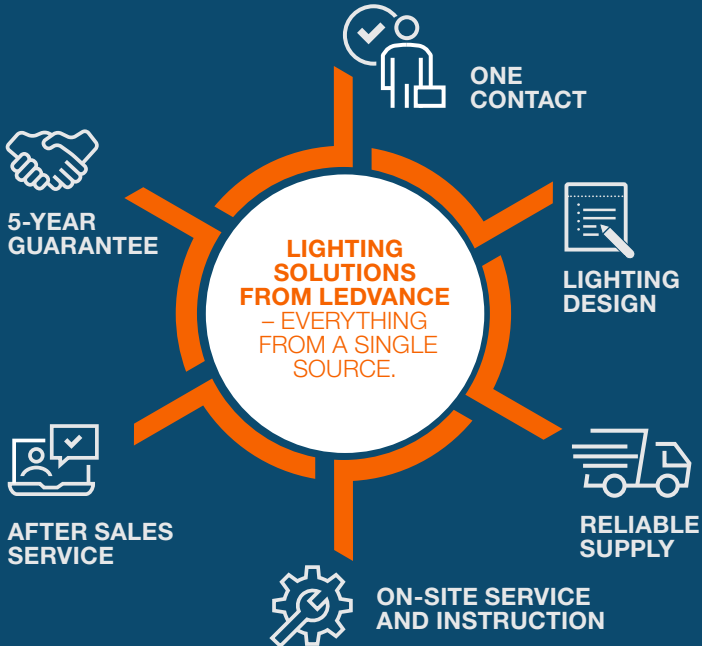 ONE
CONTACT
5-YEAR
GUARANTEE
LIGHTING
SOLUTIONS
FROM LEDVANCE
– EVERYTHING
FROM A SINGLE
SOURCE.
LIGHTING
DESIGN
AFTER SALES
SERVICE
RELIABLE
SUPPLY
ON-SITE SERVICE
AND INSTRUCTION